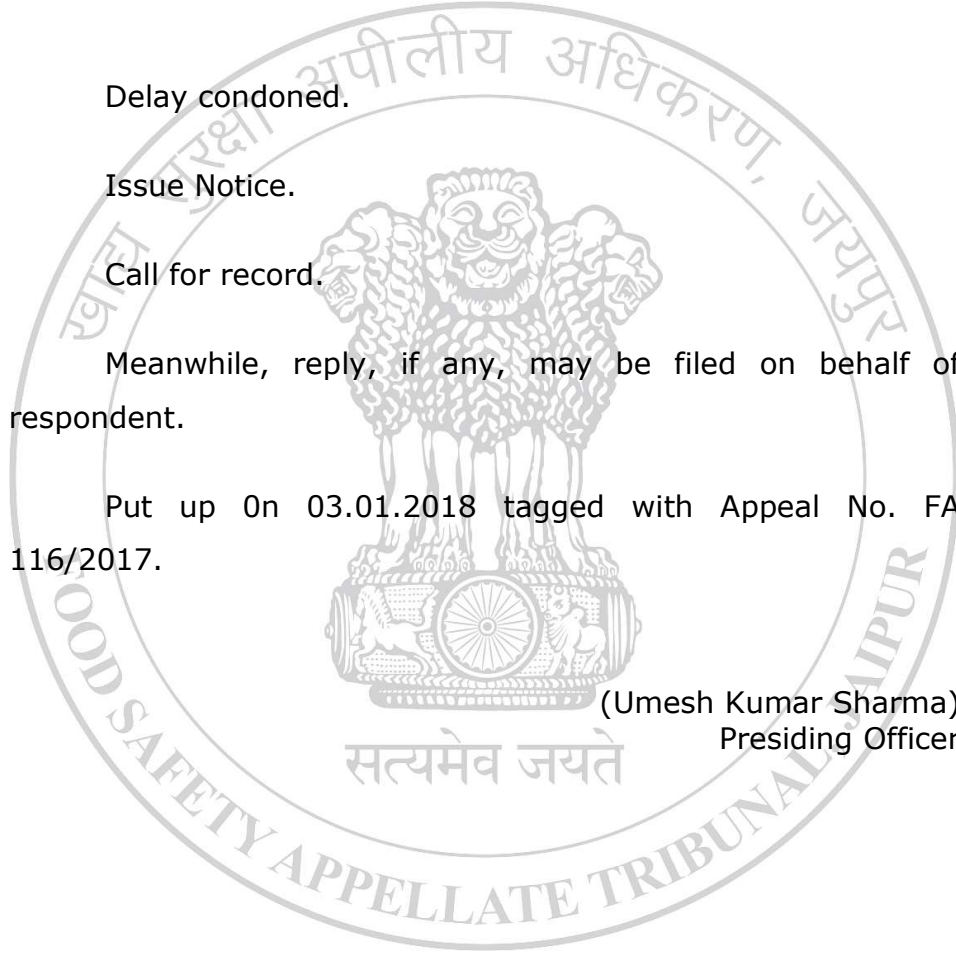 खाद्य सुरक्षा अपीलीय अधिकरण, जयपुर
Delay condoned.
Issue Notice.
Call for record.
Meanwhile, reply, if any, may be filed on behalf of
respondent.
Put up 0n 03.01.2018 tagged with Appeal No. FA
116/2017.
(Umesh Kumar Sharma)
Presiding Officer
सत्यमेव जयते
FOOD SAFETY APPELLATE TRIBUNAL, JAIPUR